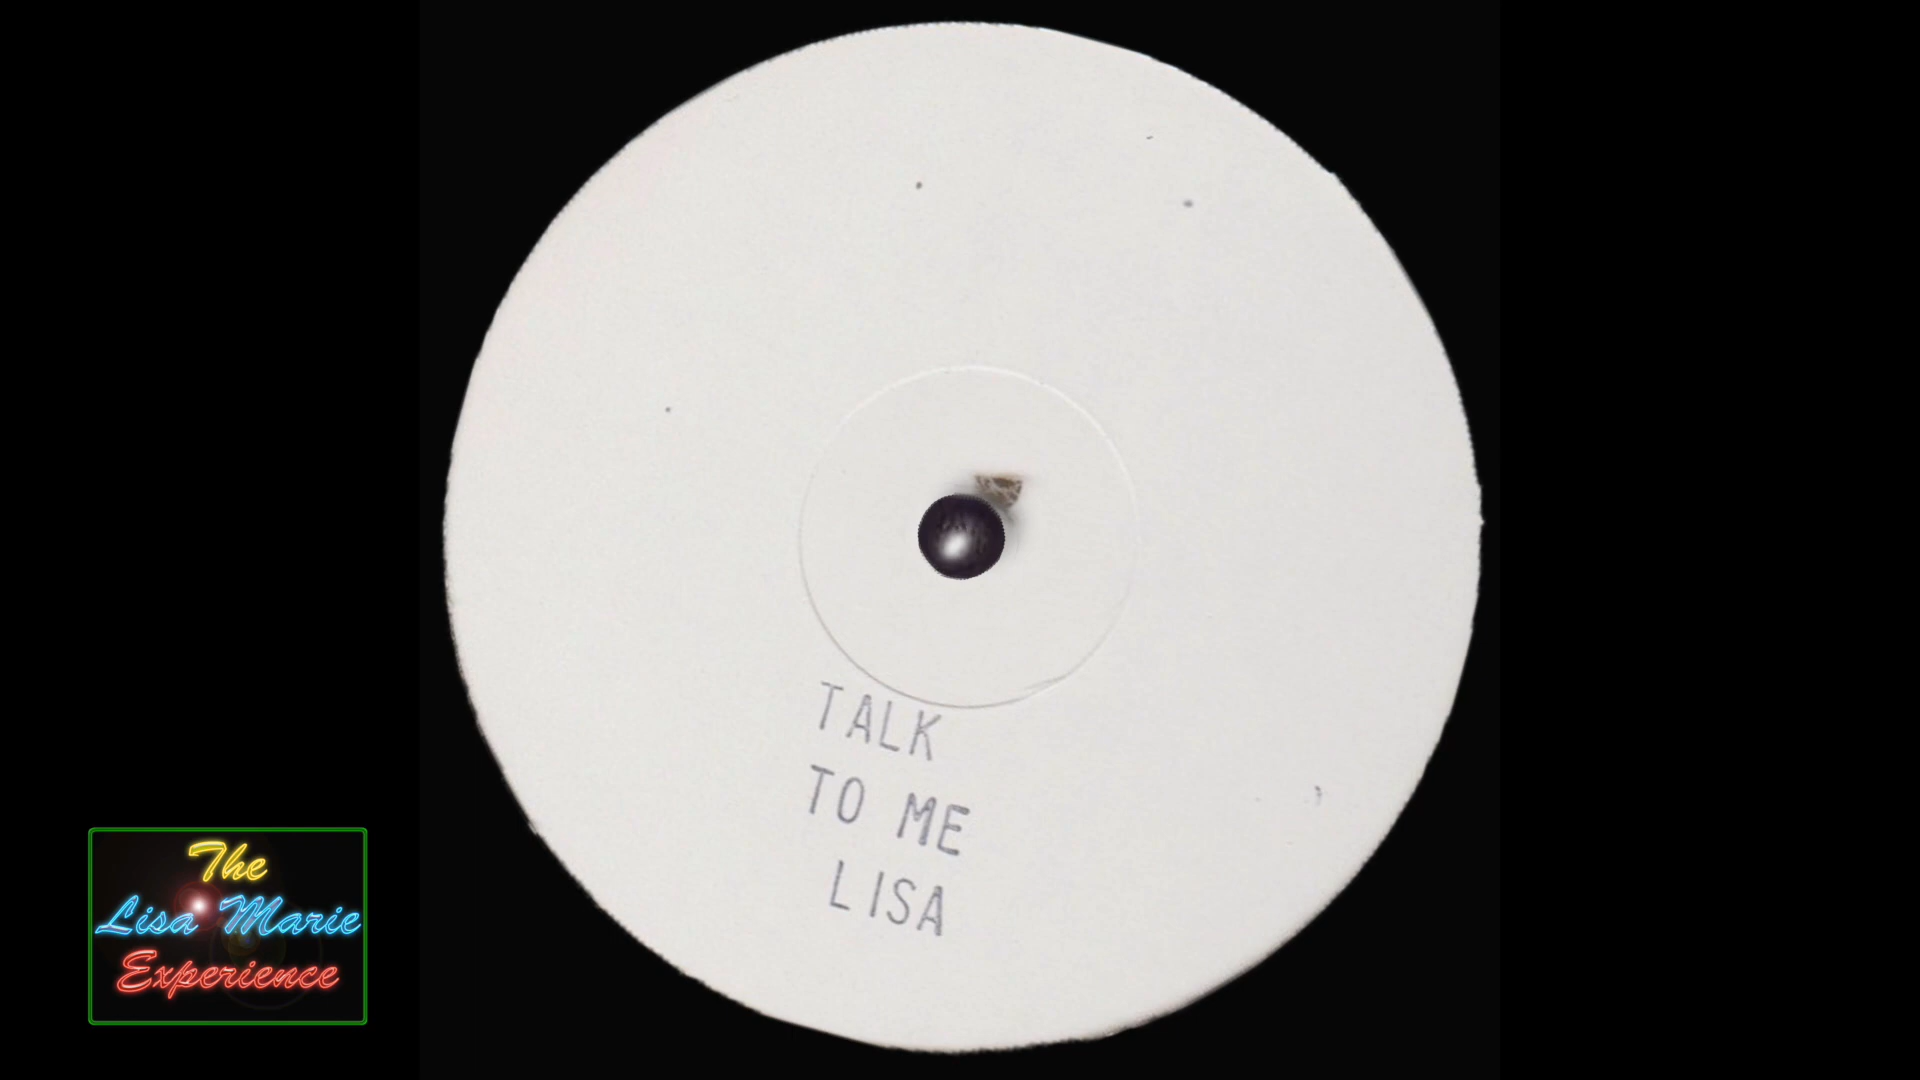 TALK
TO ME
LISA
The
Lisa Marie
Experience